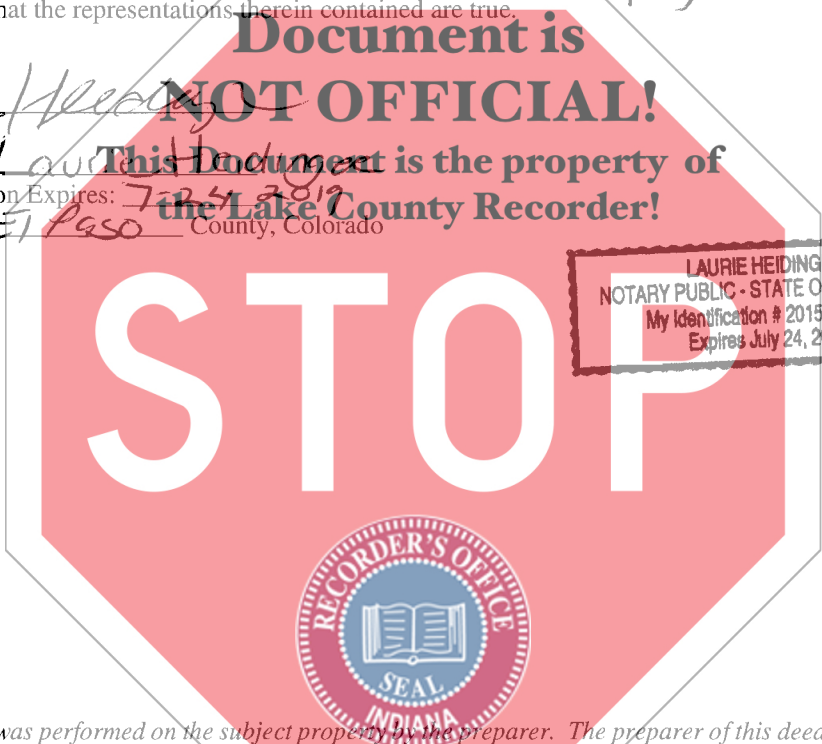 hat the representations therein contained are true.
Document is
NOT OFFICIAL!
This Document is the property of
the Lake County Recorder!
Heidinger
Laurie Heidinger
n Expires: 7-24-2019
El Paso County, Colorado
LAURIE HEIDING
NOTARY PUBLIC - STATE O
My Identification # 2015
Expires July 24, 2
STOP
RECORDER'S OFFICE
SEAL
INDIANA
was performed on the subject property by the preparer. The preparer of this deed